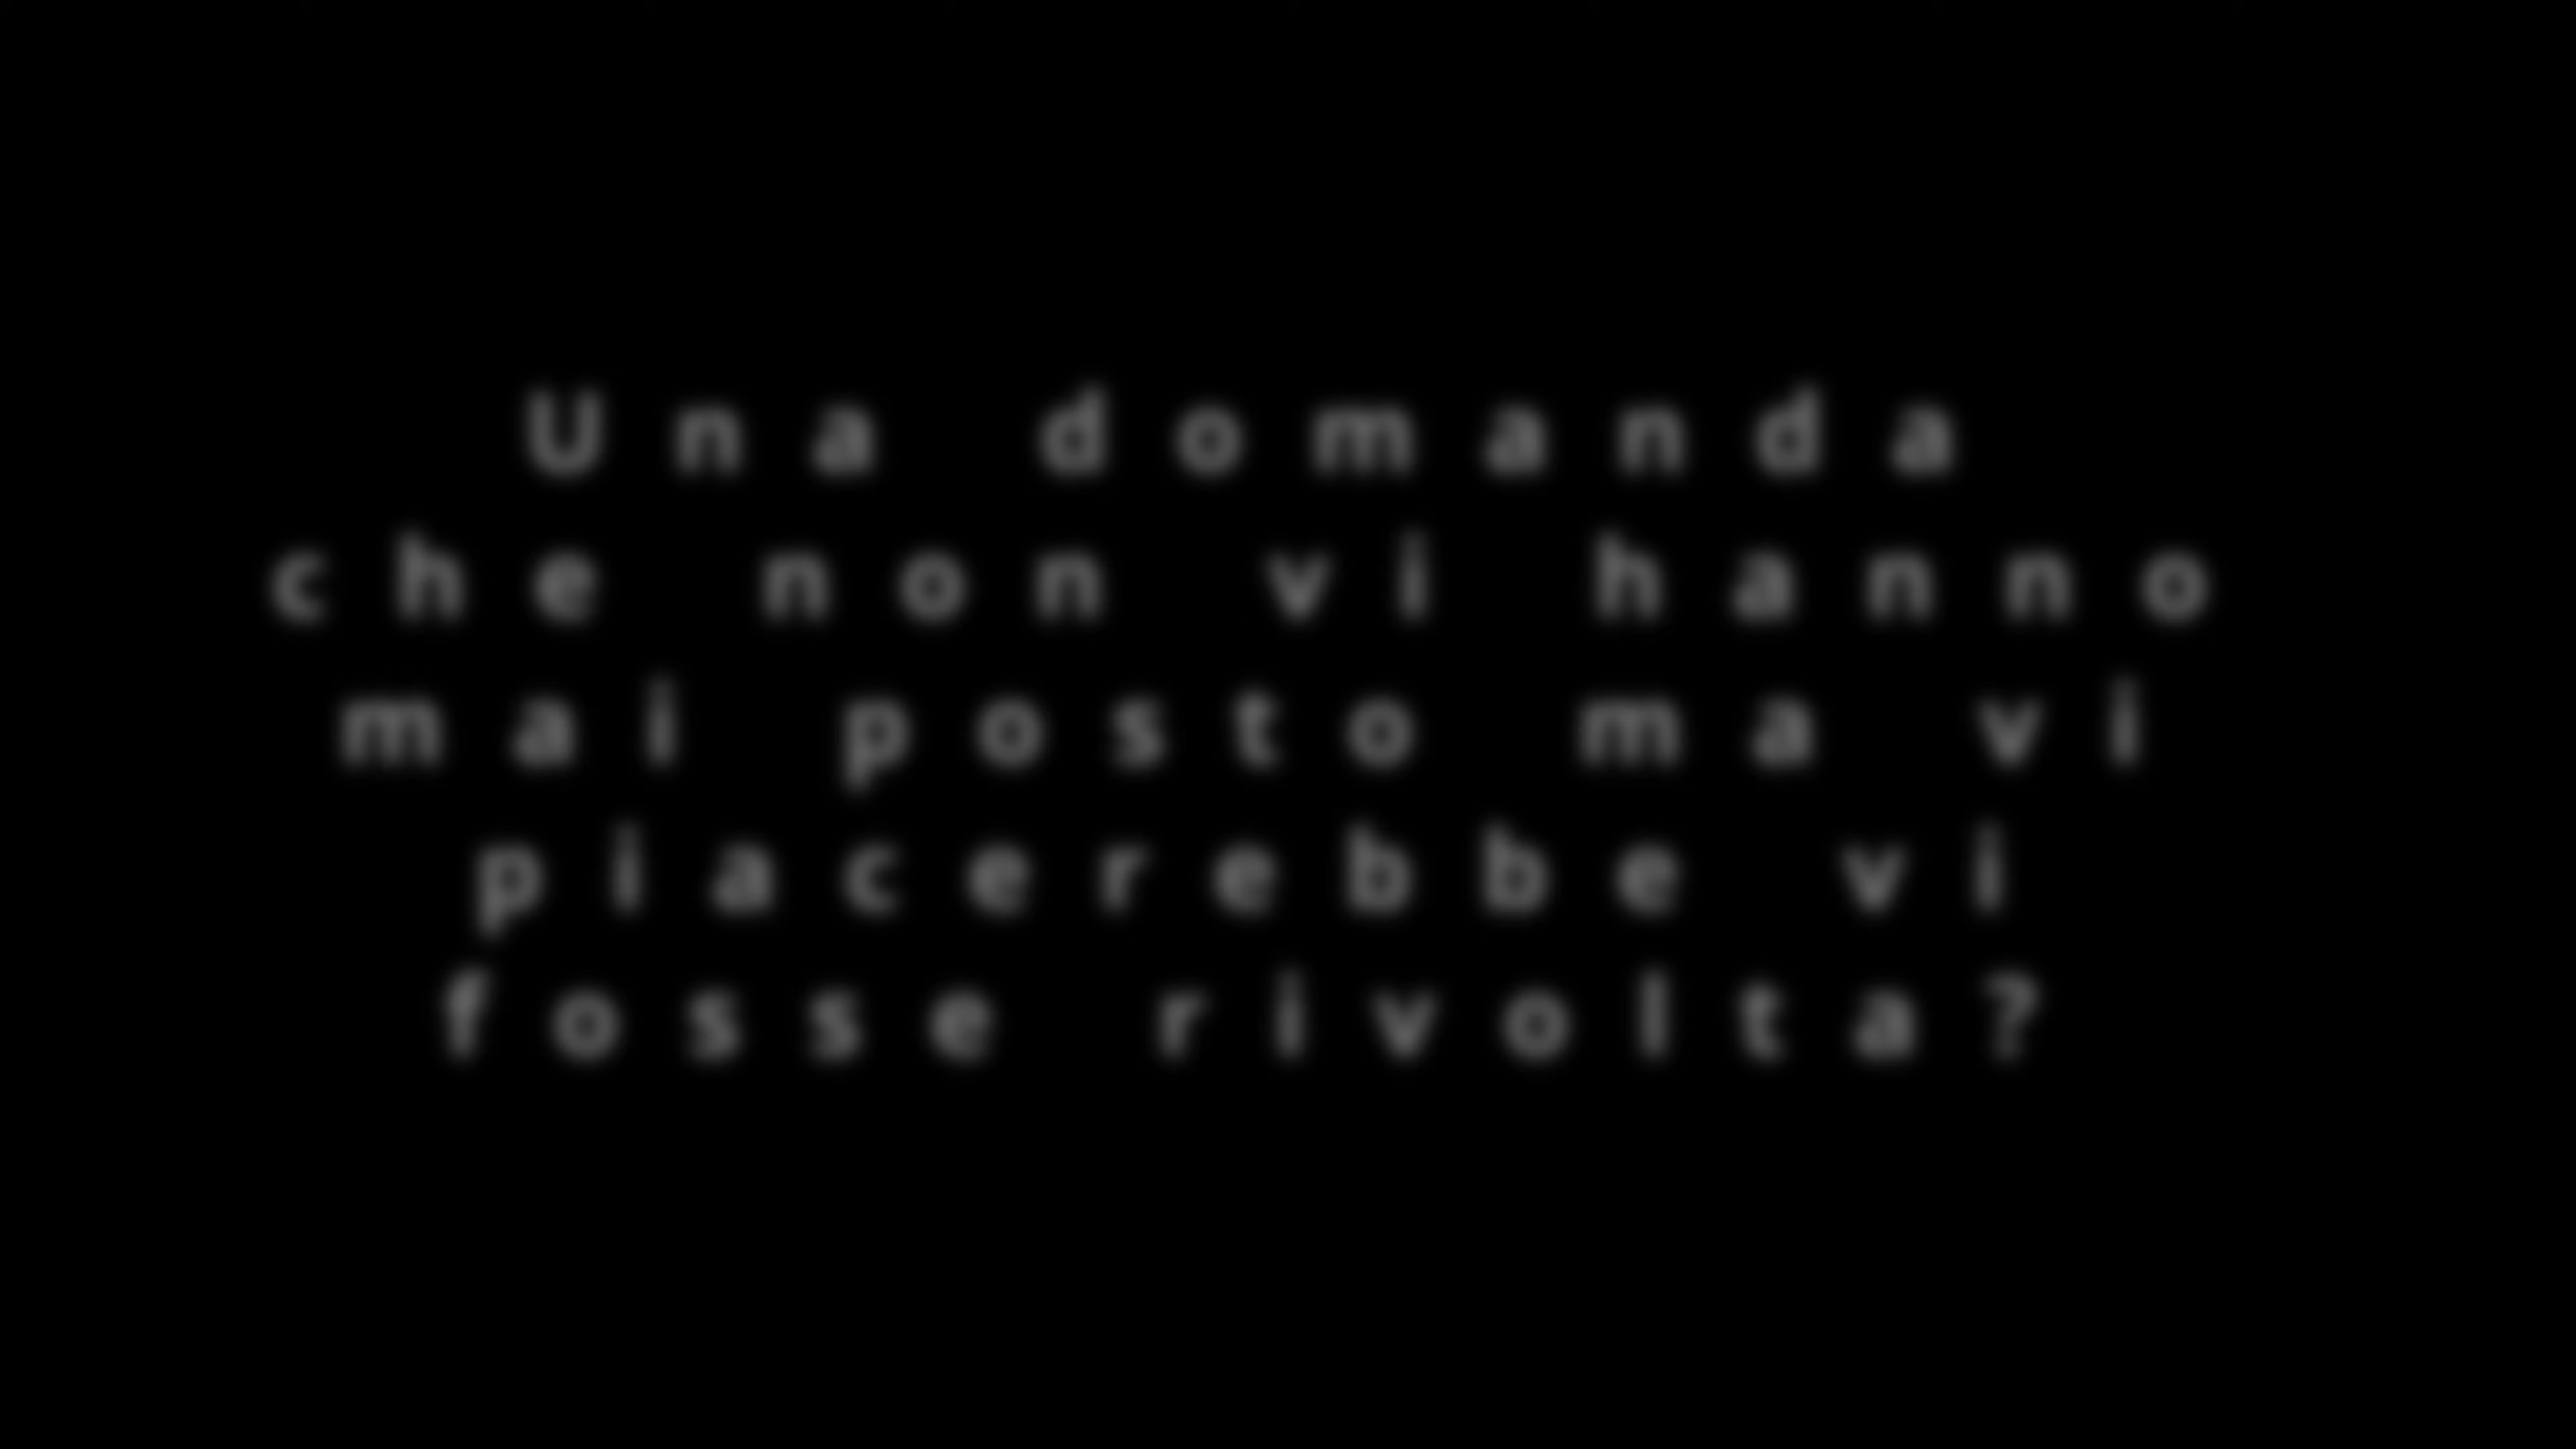 Una domanda
che non vi hanno
mai posto ma vi
piacerebbe vi
fosse rivolta?